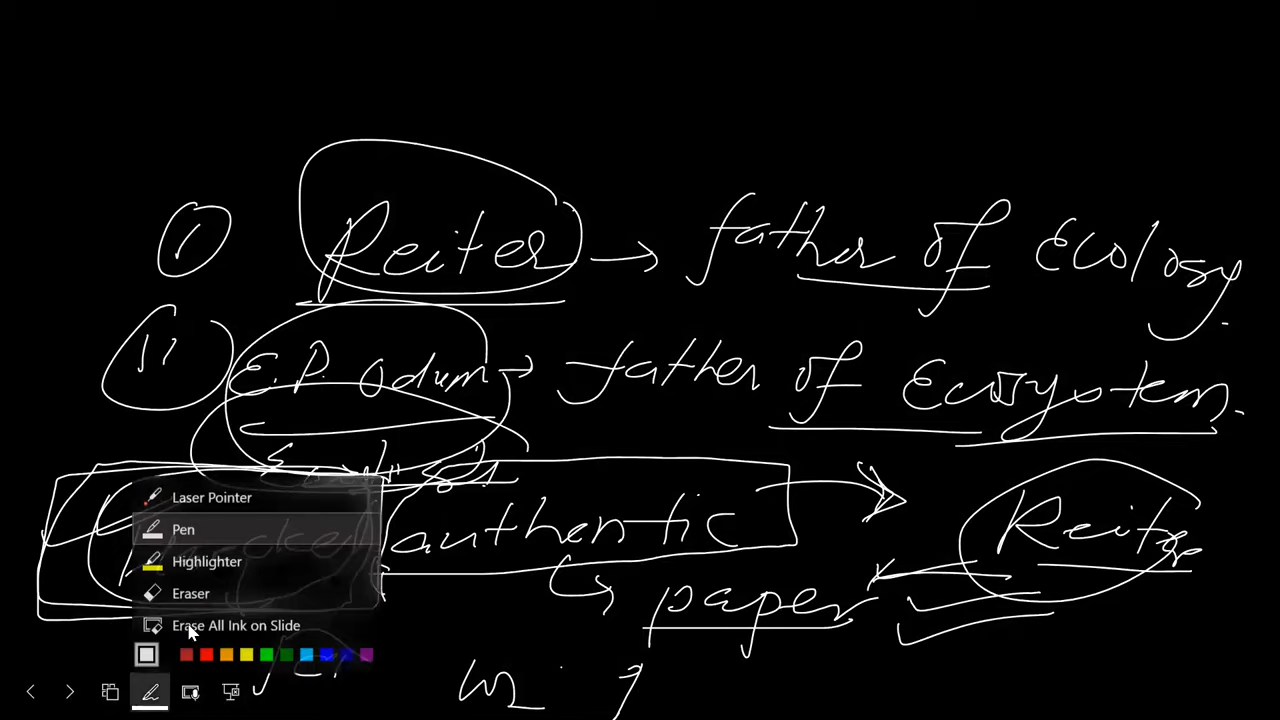 ① Reiter → father of Ecology.
② E.P. Odum → father of Ecosystem.
authentic → Reiter
paper
Laser Pointer
Pen
Highlighter
Eraser
Erase All Ink on Slide